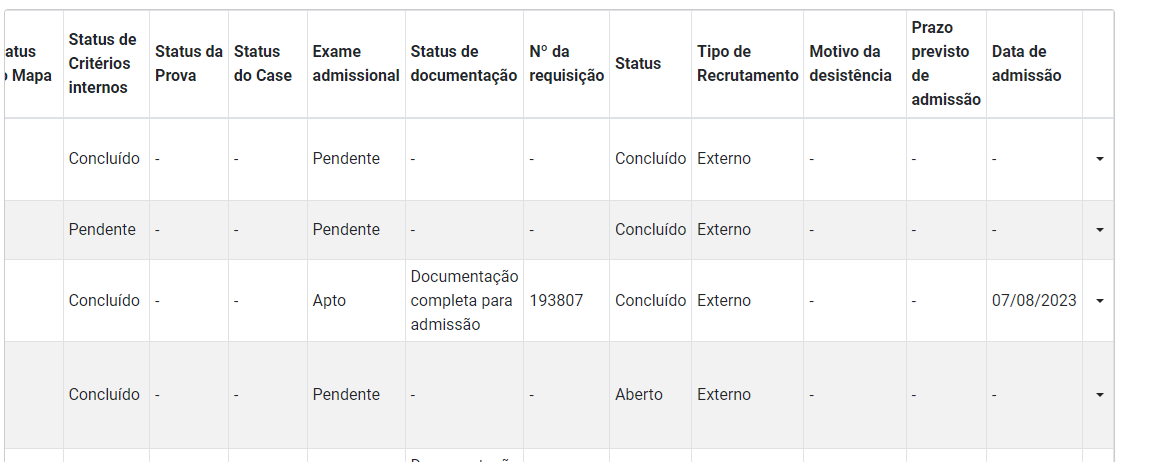 atus
o Mapa
Status de
Critérios
internos
Status da
Prova
Status
do Case
Exame
admissional
Status de
documentação
Nº da
requisição
Status
Tipo de
Recrutamento
Motivo da
desistência
Prazo
previsto
de
admissão
Data de
admissão
Concluído - - Pendente - - Concluído Externo - - -
Pendente - - Pendente - - Concluído Externo - - -
Concluído - - Apto
Documentação
completa para
admissão
193807 Concluído Externo - - 07/08/2023
Concluído - - Pendente - - Aberto Externo - - -